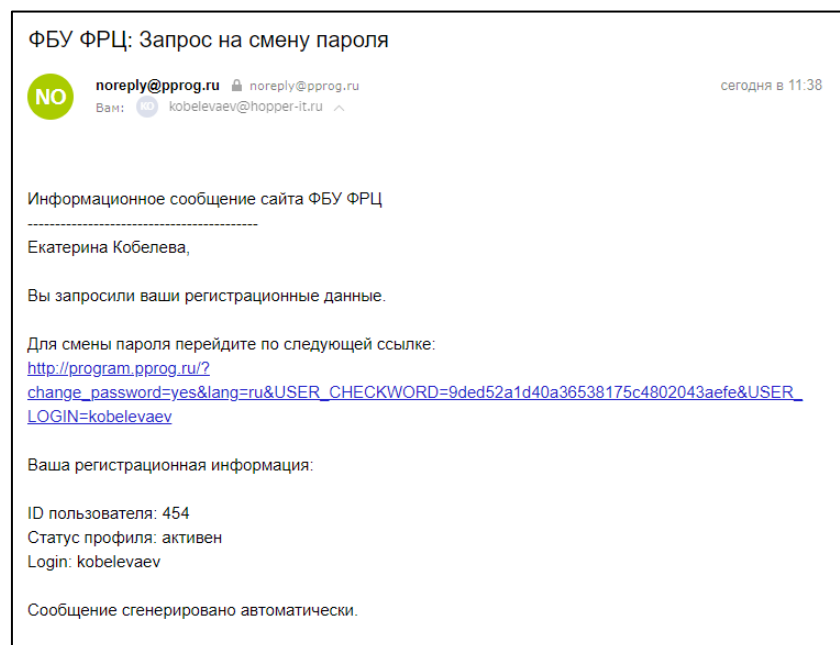 ФБУ ФРЦ: Запрос на смену пароля
NO
noreply@pprog.ru noreply@pprog.ru
сегодня в 11:38
Вам: KO kobelevaev@hopper-it.ru
Информационное сообщение сайта ФБУ ФРЦ
------------------------------------------
Екатерина Кобелева,
Вы запросили ваши регистрационные данные.
Для смены пароля перейдите по следующей ссылке:
http://program.pprog.ru/?
change_password=yes&lang=ru&USER_CHECKWORD=9ded52a1d40a36538175c4802043aefe&USER_
LOGIN=kobelevaev
Ваша регистрационная информация:
ID пользователя: 454
Статус профиля: активен
Login: kobelevaev
Сообщение сгенерировано автоматически.